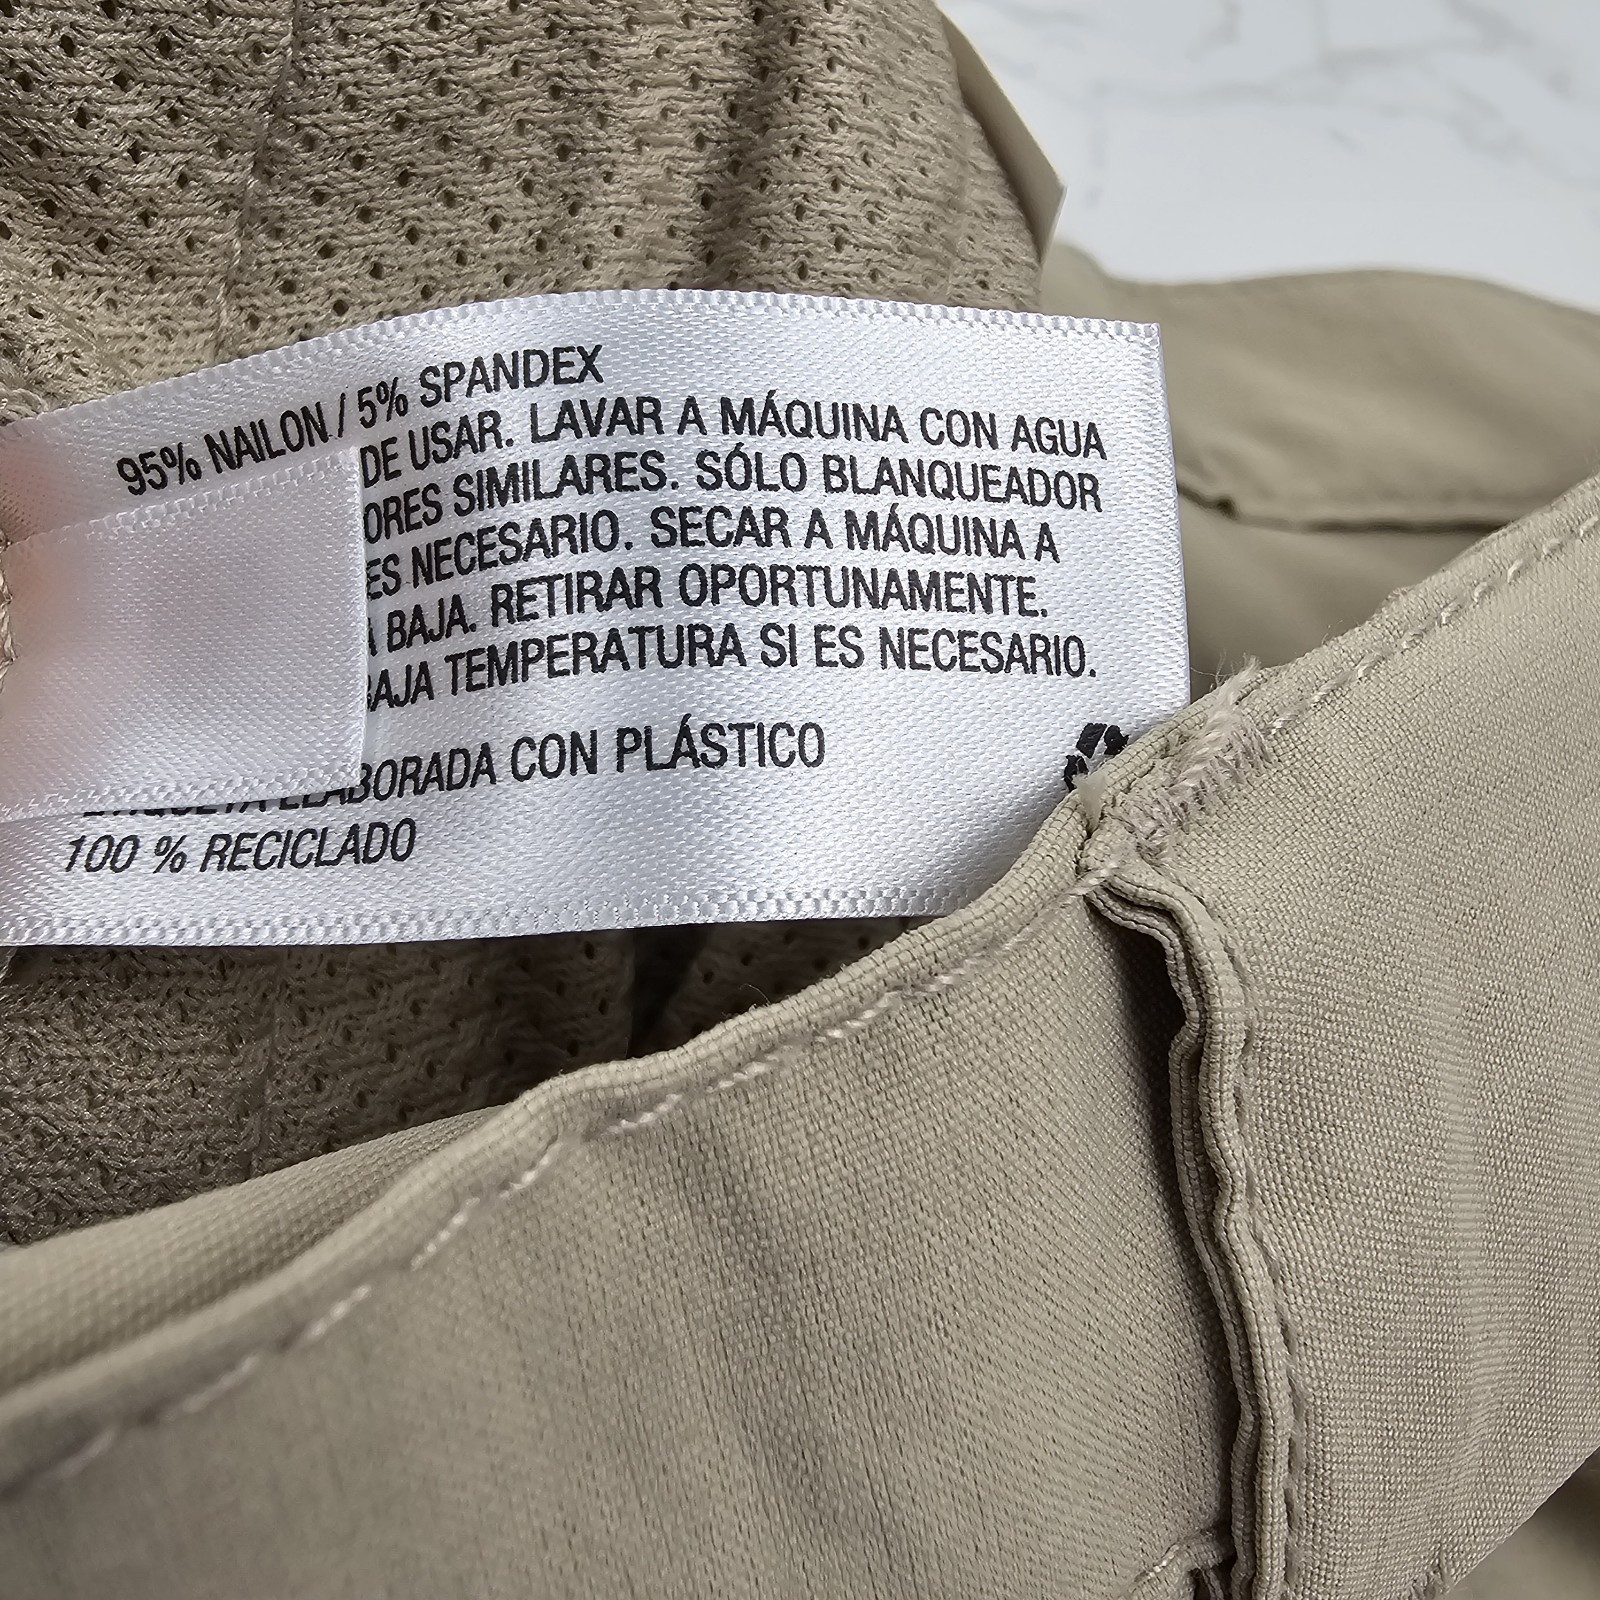 95% NAILON / 5% SPANDEX
DE USAR. LAVAR A MÁQUINA CON AGUA
ORES SIMILARES. SÓLO BLANQUEADOR
ES NECESARIO. SECAR A MÁQUINA A
BAJA. RETIRAR OPORTUNAMENTE.
AJA TEMPERATURA SI ES NECESARIO.
BORADA CON PLÁSTICO
100 % RECICLADO